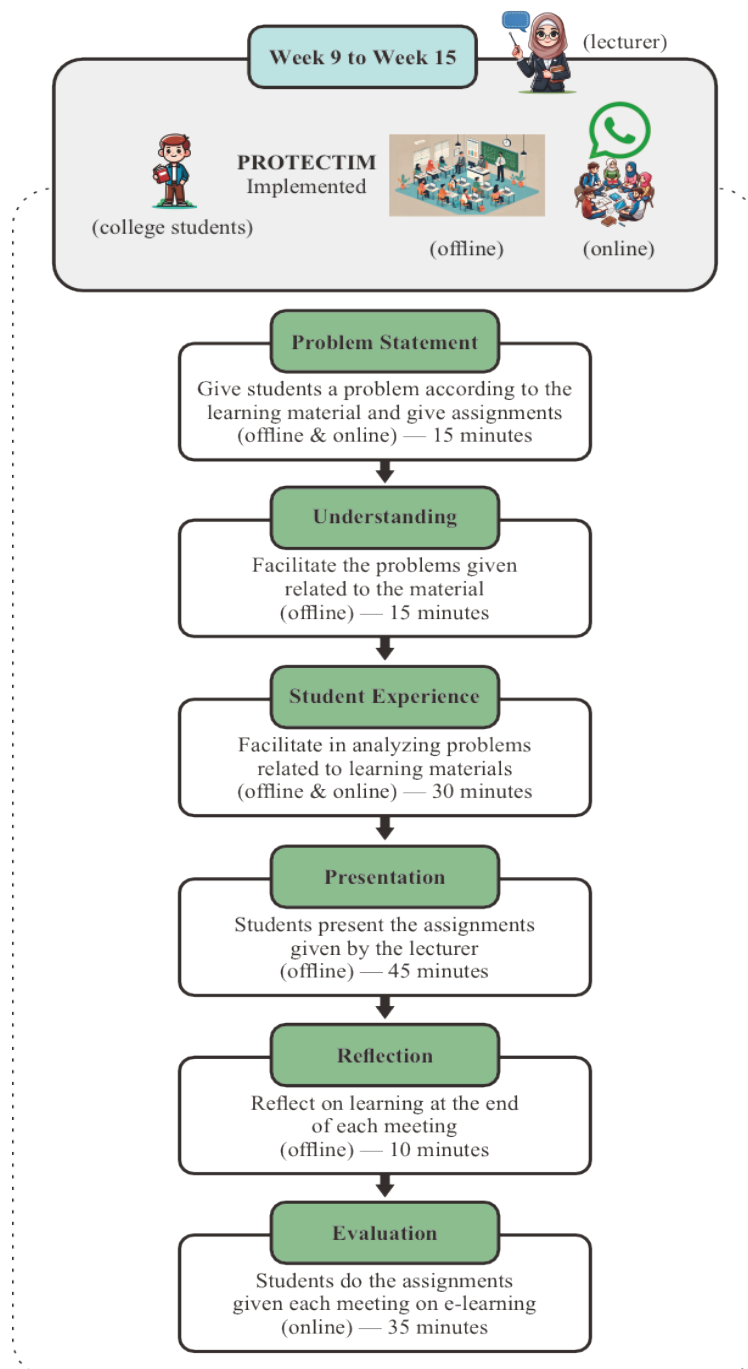 Week 9 to Week 15
(lecturer)
PROTECTIM
Implemented
(college students)
(offline)
(online)
Problem Statement
Give students a problem according to the
learning material and give assignments
(offline & online) — 15 minutes
Understanding
Facilitate the problems given
related to the material
(offline) — 15 minutes
Student Experience
Facilitate in analyzing problems
related to learning materials
(offline & online) — 30 minutes
Presentation
Students present the assignments
given by the lecturer
(offline) — 45 minutes
Reflection
Reflect on learning at the end
of each meeting
(offline) — 10 minutes
Evaluation
Students do the assignments
given each meeting on e-learning
(online) — 35 minutes